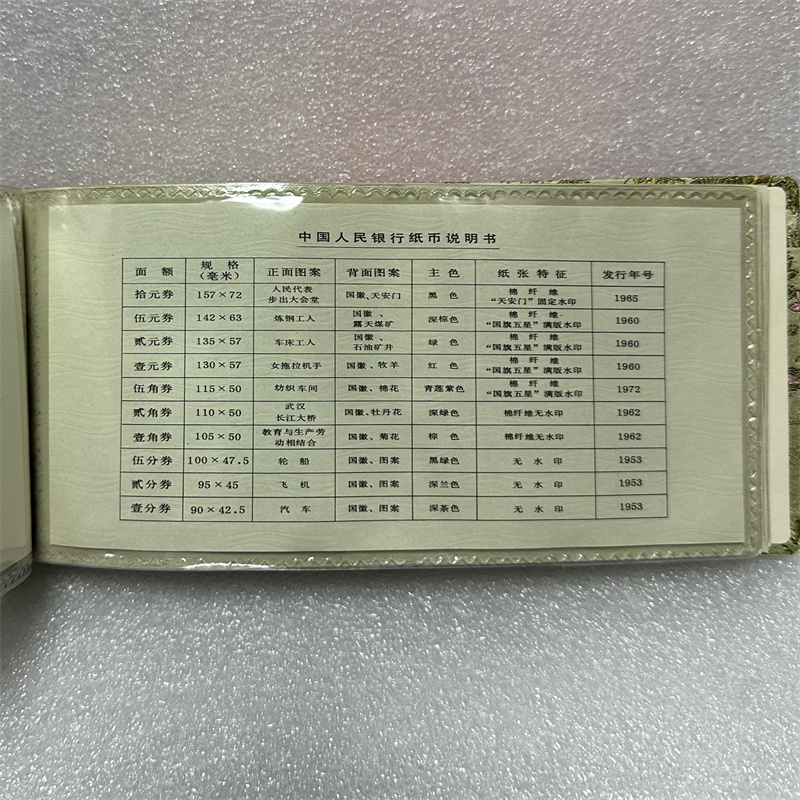 中国人民银行纸币说明书
面 额 规 格（毫米） 正面图案 背面图案 主 色 纸 张 特 征 发行年号
拾元券 157×72 人民代表步出大会堂 国徽、天安门 黑 色 棉 纤 维“天安门”固定水印 1965
伍元券 142×63 炼钢工人 国徽、露天煤矿 深棕色 棉 纤 维“国旗五星”满版水印 1960
贰元券 135×57 车床工人 国徽、石油矿井 绿 色 棉 纤 维“国旗五星”满版水印 1960
壹元券 130×57 女拖拉机手 国徽、牧羊 红 色 棉 纤 维“国旗五星”满版水印 1960
伍角券 115×50 纺织车间 国徽、棉花 青莲紫色 棉 纤 维“国旗五星”满版水印 1972
贰角券 110×50 武汉长江大桥 国徽、牡丹花 深绿色 棉纤维无水印 1962
壹角券 105×50 教育与生产劳动相结合 国徽、菊花 棕 色 棉纤维无水印 1962
伍分券 100×47.5 轮 船 国徽、图案 黑绿色 无 水 印 1953
贰分券 95×45 飞 机 国徽、图案 深兰色 无 水 印 1953
壹分券 90×42.5 汽 车 国徽、图案 深茶色 无 水 印 1953